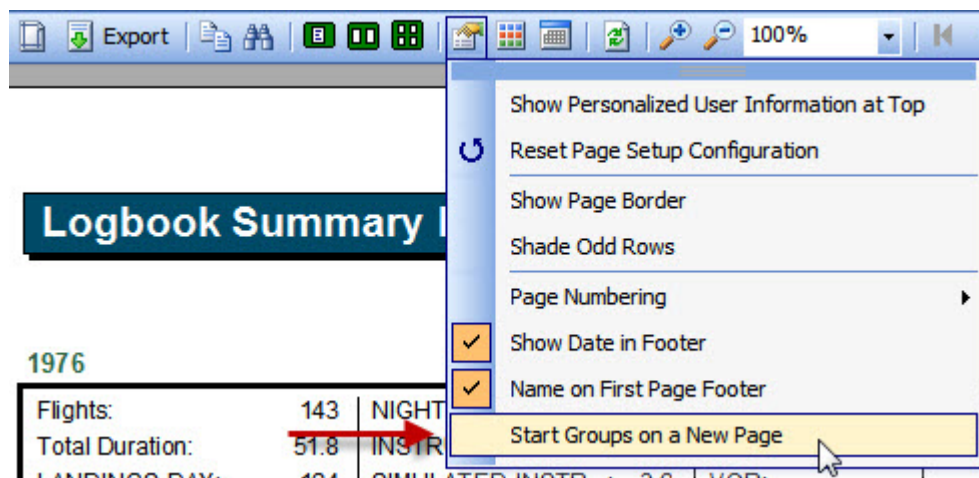 Export 100%
Show Personalized User Information at Top
Reset Page Setup Configuration
Show Page Border
Logbook Summary
Shade Odd Rows
Page Numbering
Show Date in Footer
1976
Name on First Page Footer
Flights: 143 NIGHT
Start Groups on a New Page
Total Duration: 51.8 INSTR